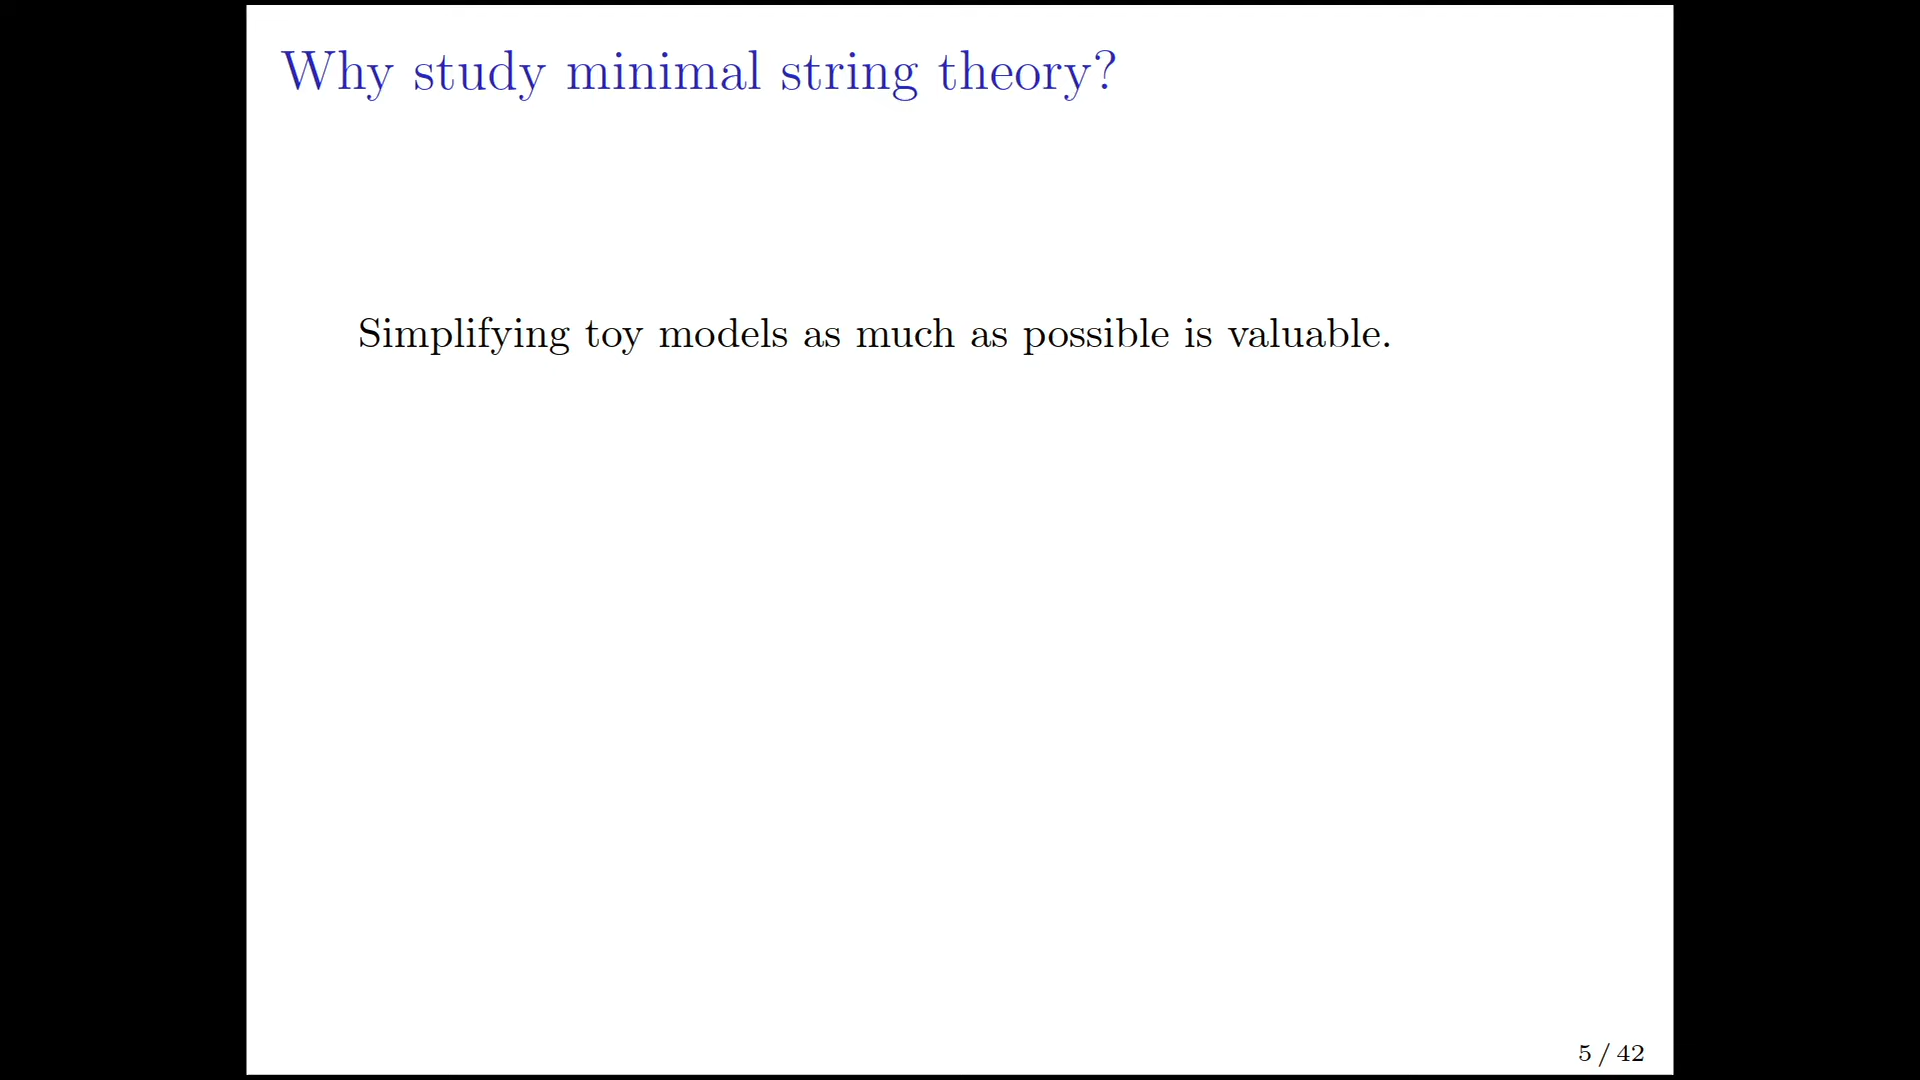 Why study minimal string theory?
Simplifying toy models as much as possible is valuable.
5 / 42